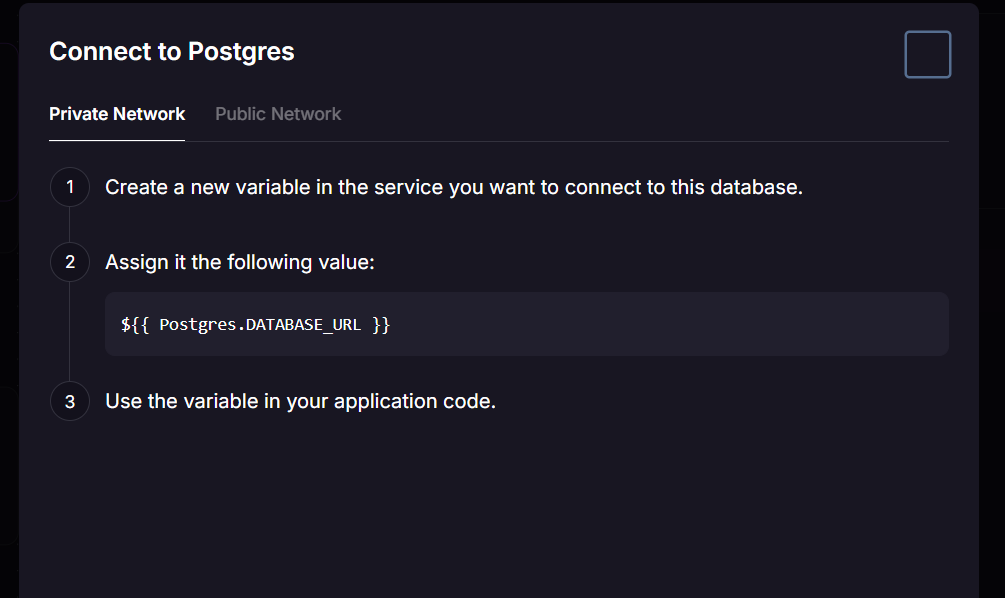 Connect to Postgres
Private Network Public Network
1 Create a new variable in the service you want to connect to this database.
2 Assign it the following value:
${{ Postgres.DATABASE_URL }}
3 Use the variable in your application code.